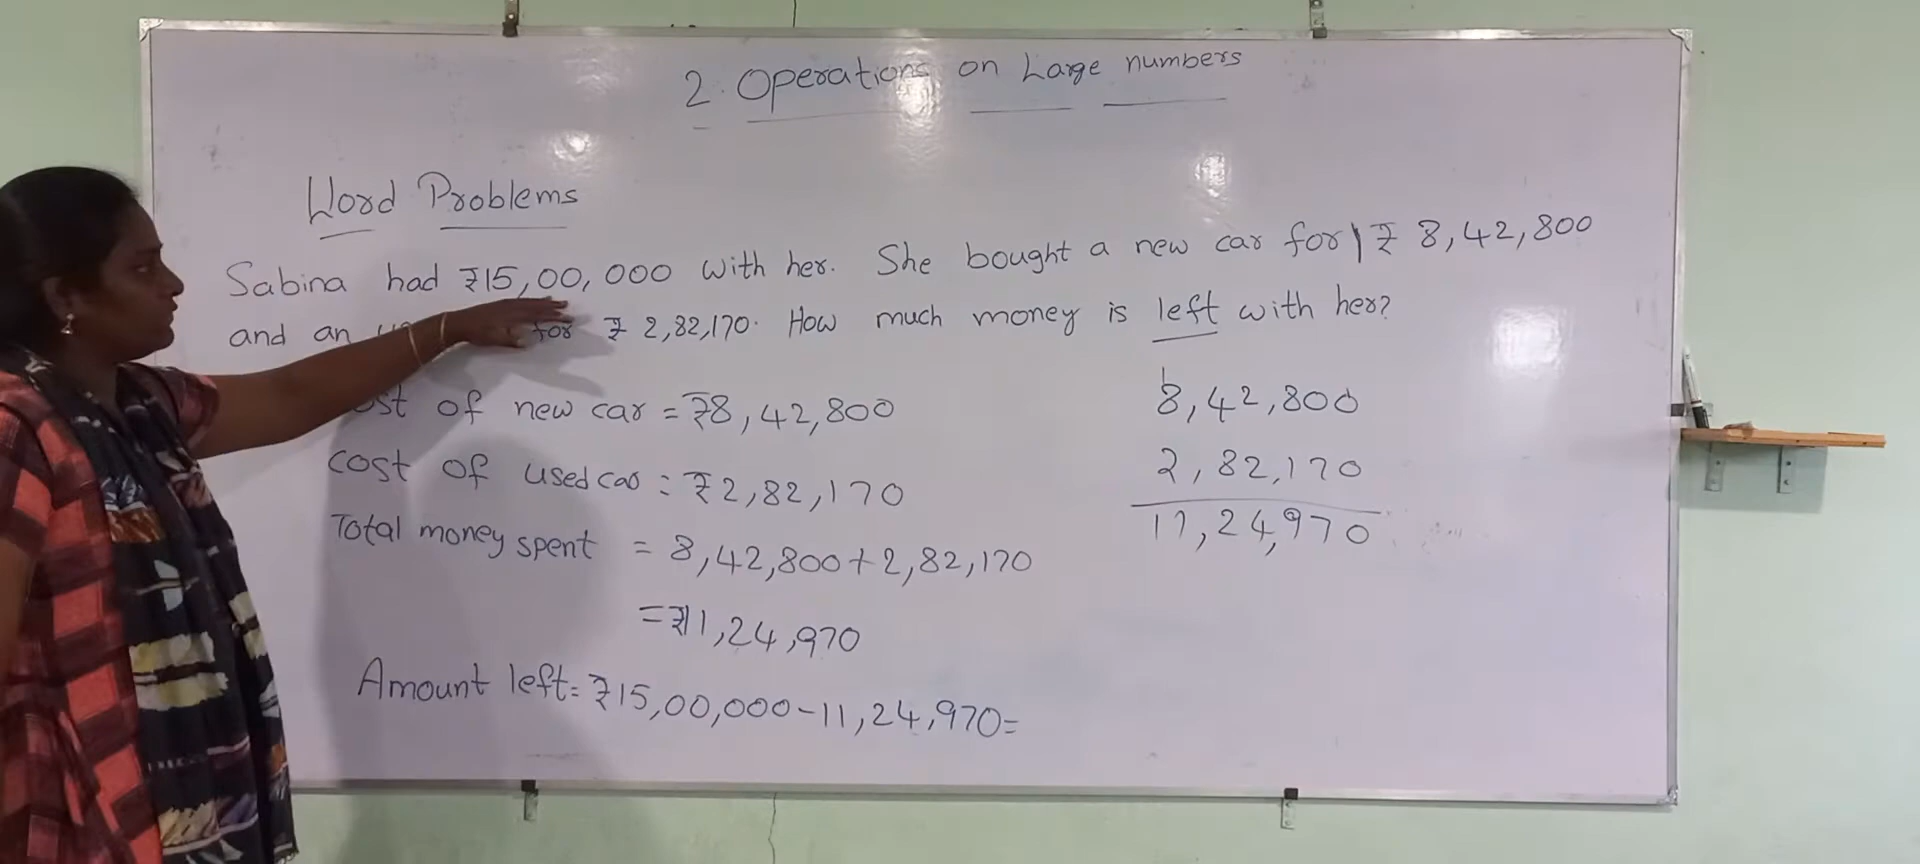 2. Operations on Large numbers
Word Problems
Sabina had ₹15,00,000 with her. She bought a new car for ₹ 8,42,800
and an for ₹ 2,82,170. How much money is left with her?
of new car = ₹8,42,800
cost of used car = ₹2,82,170
Total money spent = 8,42,800+2,82,170
=₹11,24,970
Amount left = ₹15,00,000-11,24,970=
1
8,42,800
2,82,170
11,24,970